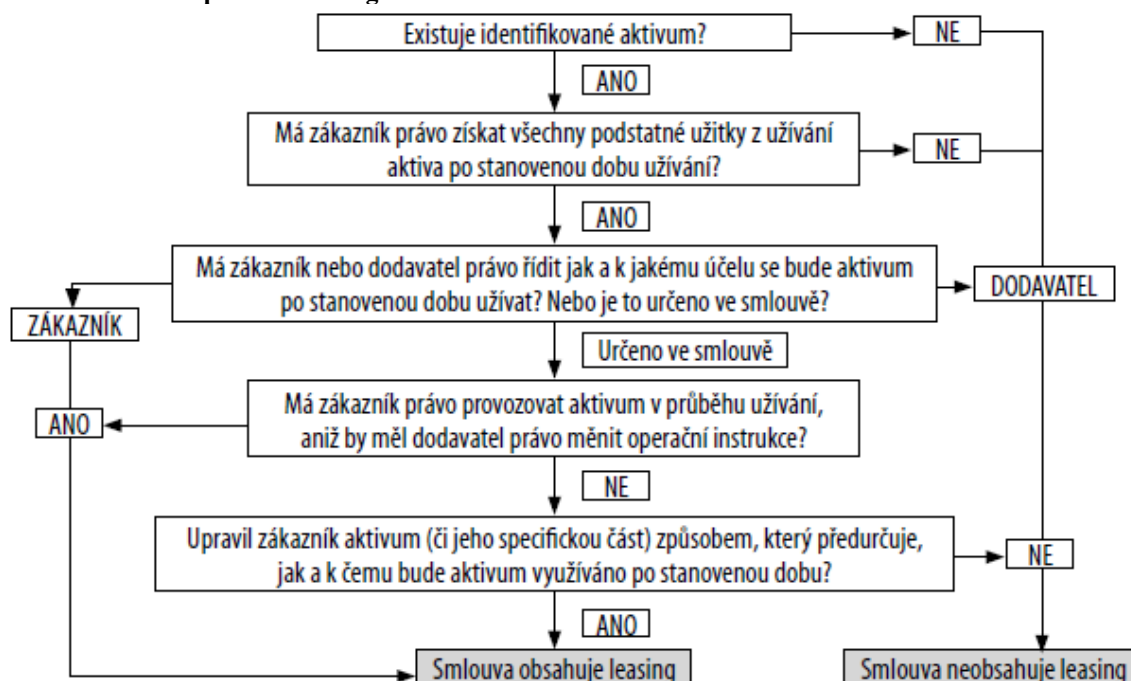 Existuje identifikované aktivum?
NE
ANO
Má zákazník právo získat všechny podstatné užitky z užívání
aktiva po stanovenou dobu užívání?
NE
ANO
Má zákazník nebo dodavatel právo řídit jak a k jakému účelu se bude aktivum
po stanovenou dobu užívat? Nebo je to určeno ve smlouvě?
DODAVATEL
ZÁKAZNÍK
Určeno ve smlouvě
Má zákazník právo provozovat aktivum v průběhu užívání,
aniž by měl dodavatel právo měnit operační instrukce?
ANO
NE
Upravil zákazník aktivum (či jeho specifickou část) způsobem, který předurčuje,
jak a k čemu bude aktivum využíváno po stanovenou dobu?
NE
ANO
Smlouva obsahuje leasing
Smlouva neobsahuje leasing